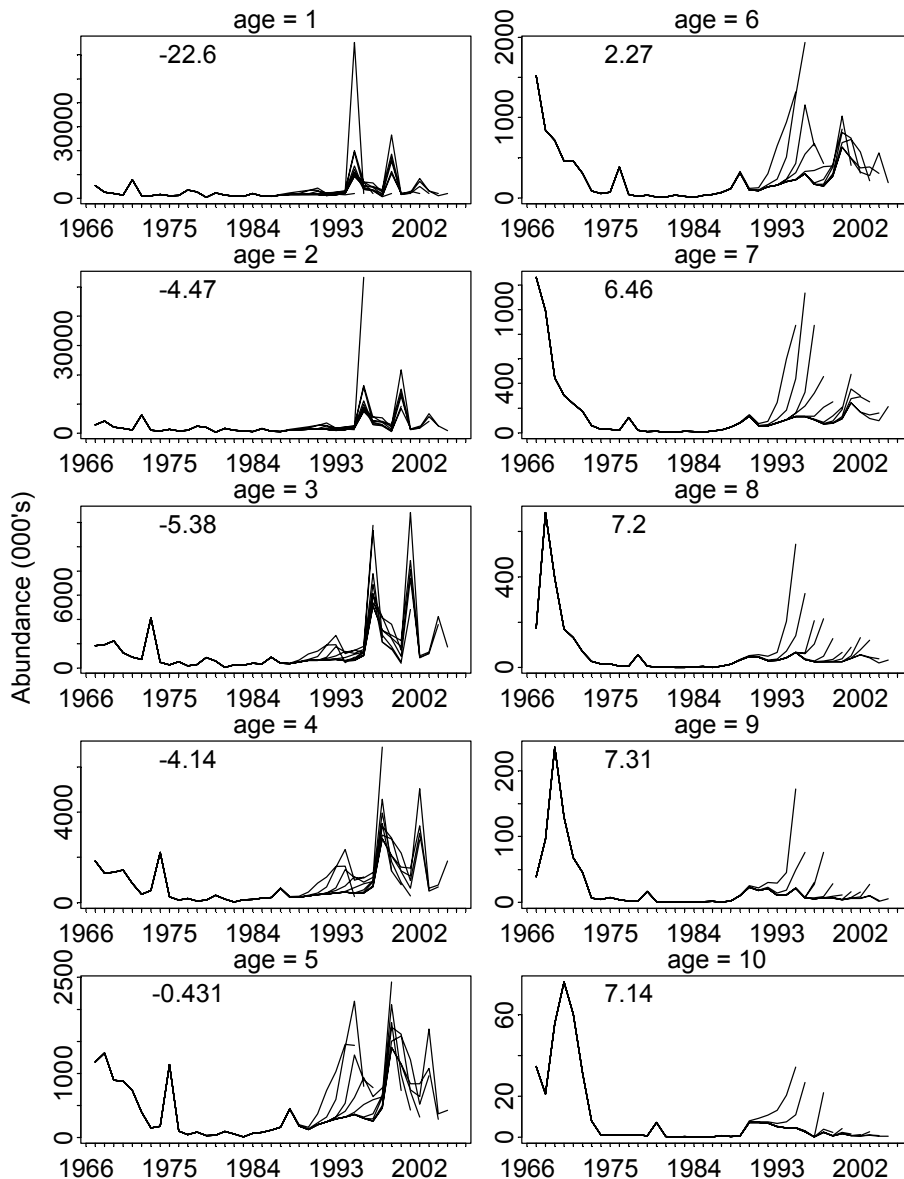 Abundance (000's)
age = 1
-22.6
30000
0
1966 1975 1984 1993 2002
age = 2
-4.47
30000
0
1966 1975 1984 1993 2002
age = 3
-5.38
6000
0
1966 1975 1984 1993 2002
age = 4
-4.14
4000
0
1966 1975 1984 1993 2002
age = 5
-0.431
2500
1000
0
1966 1975 1984 1993 2002
age = 6
2.27
2000
1000
0
1966 1975 1984 1993 2002
age = 7
6.46
1000
400
0
1966 1975 1984 1993 2002
age = 8
7.2
400
0
1966 1975 1984 1993 2002
age = 9
7.31
200
100
0
1966 1975 1984 1993 2002
age = 10
7.14
60
20
0
1966 1975 1984 1993 2002